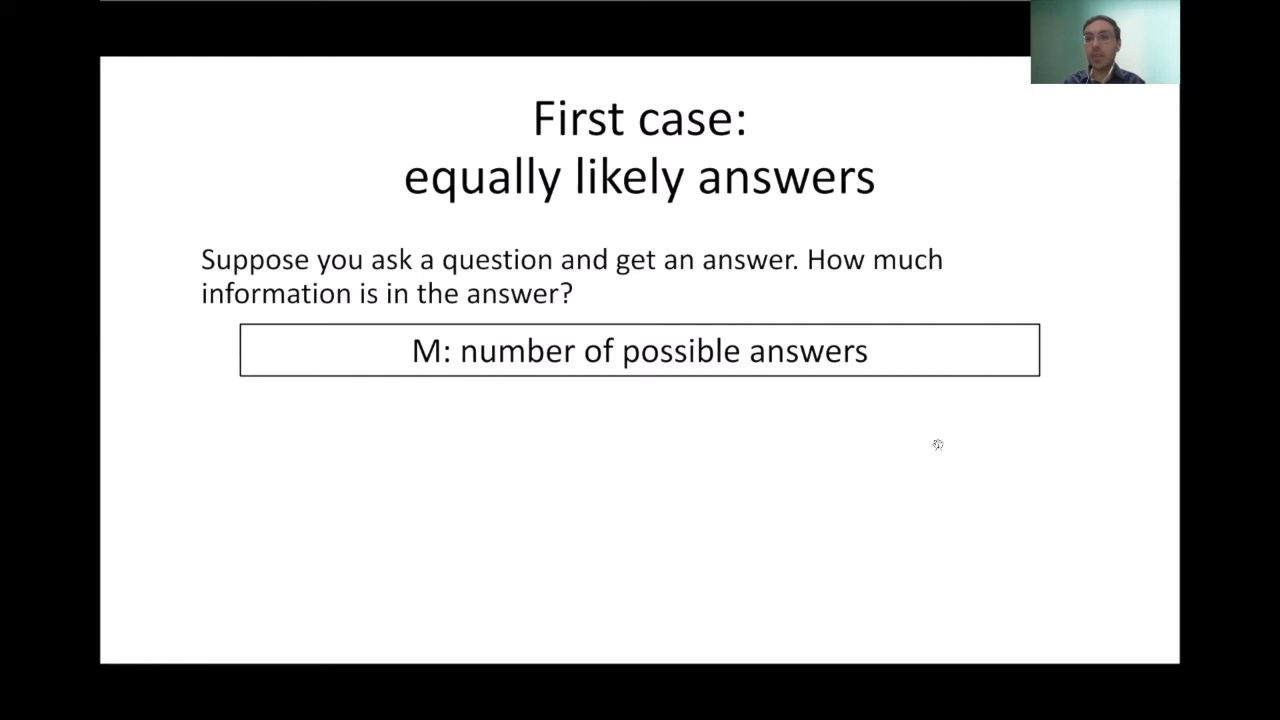 First case:
equally likely answers
Suppose you ask a question and get an answer. How much
information is in the answer?
M: number of possible answers